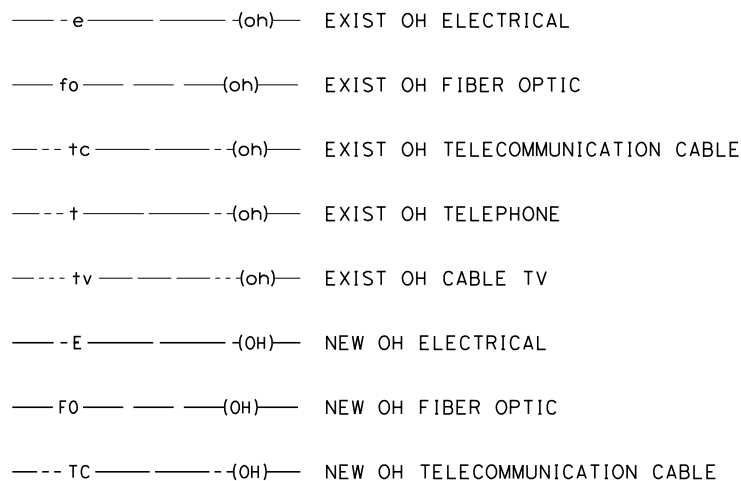 e (oh) EXIST OH ELECTRICAL
fo (oh) EXIST OH FIBER OPTIC
tc (oh) EXIST OH TELECOMMUNICATION CABLE
t (oh) EXIST OH TELEPHONE
tv (oh) EXIST OH CABLE TV
E (OH) NEW OH ELECTRICAL
FO (OH) NEW OH FIBER OPTIC
TC (OH) NEW OH TELECOMMUNICATION CABLE